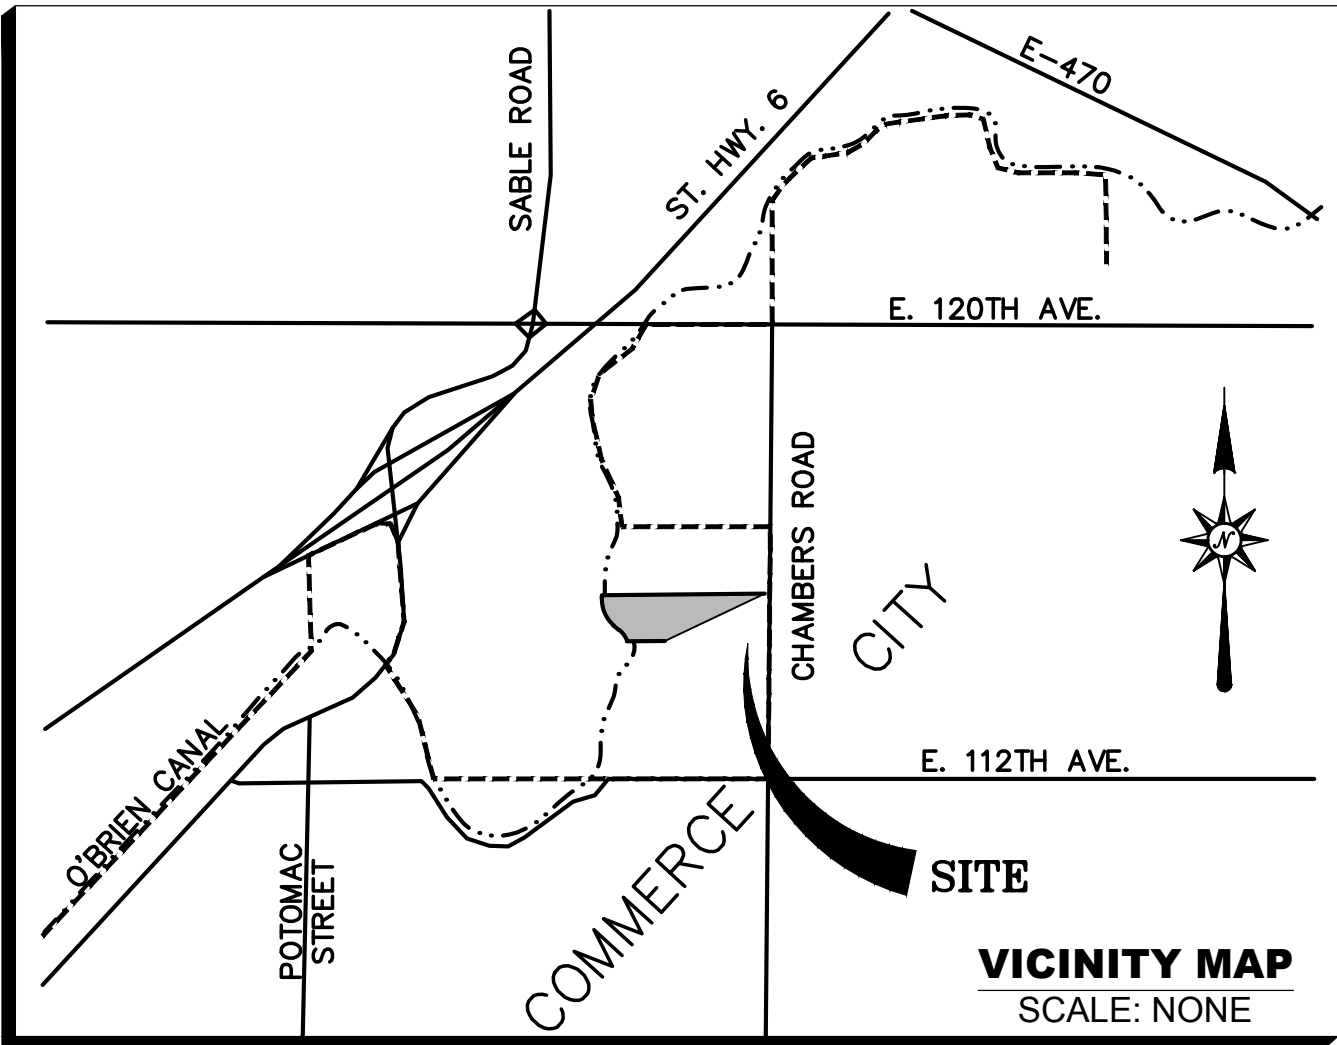 E-470
SABLE ROAD
ST. HWY. 6
E. 120TH AVE.
CHAMBERS ROAD
CITY
N
O'BRIEN CANAL
E. 112TH AVE.
COMMERCE
POTOMAC
STREET
SITE
VICINITY MAP
SCALE: NONE